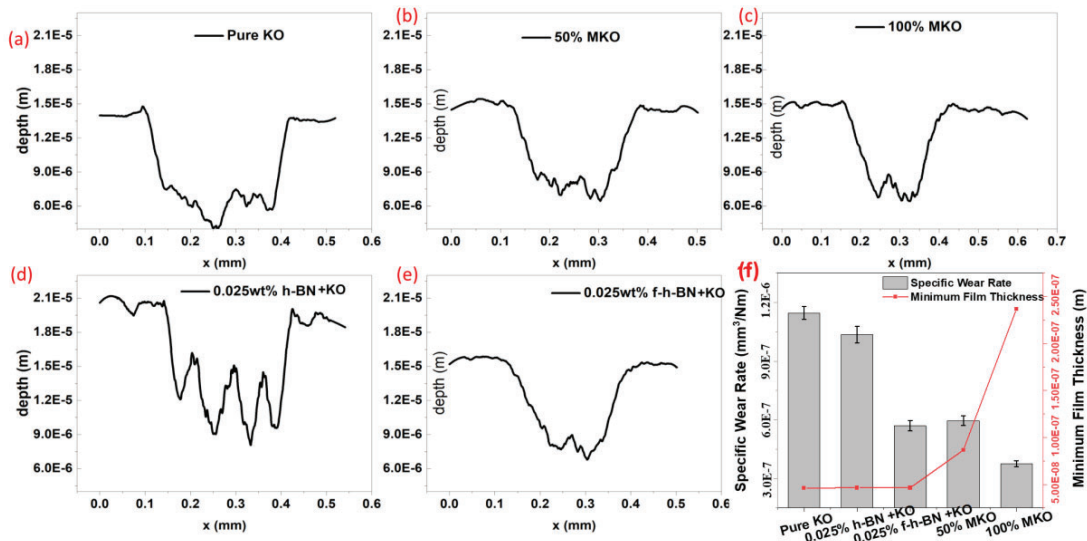 (a)
Pure KO
2.1E-5
1.8E-5
1.5E-5
1.2E-5
9.0E-6
6.0E-6
depth (m)
0.0 0.1 0.2 0.3 0.4 0.5 0.6
x (mm)
(b)
50% MKO
2.1E-5
1.8E-5
1.5E-5
1.2E-5
9.0E-6
6.0E-6
depth (m)
0.0 0.1 0.2 0.3 0.4 0.5
x (mm)
(c)
100% MKO
2.1E-5
1.8E-5
1.5E-5
1.2E-5
9.0E-6
6.0E-6
depth (m)
0.0 0.1 0.2 0.3 0.4 0.5 0.6 0.7
x (mm)
(d)
0.025wt% h-BN +KO
2.1E-5
1.8E-5
1.5E-5
1.2E-5
9.0E-6
6.0E-6
depth (m)
0.0 0.1 0.2 0.3 0.4 0.5 0.6
x (mm)
(e)
0.025wt% f-h-BN+KO
2.1E-5
1.8E-5
1.5E-5
1.2E-5
9.0E-6
6.0E-6
depth (m)
0.0 0.1 0.2 0.3 0.4 0.5
x (mm)
(f)
Specific Wear Rate
Minimum Film Thickness
1.2E-6
9.0E-7
6.0E-7
3.0E-7
Specific Wear Rate (mm³/Nm)
2.50E-07
2.00E-07
1.50E-07
1.00E-07
5.00E-08
Minimum Film Thickness (m)
Pure KO
0.025% h-BN +KO
0.025% f-h-BN +KO
50% MKO
100% MKO